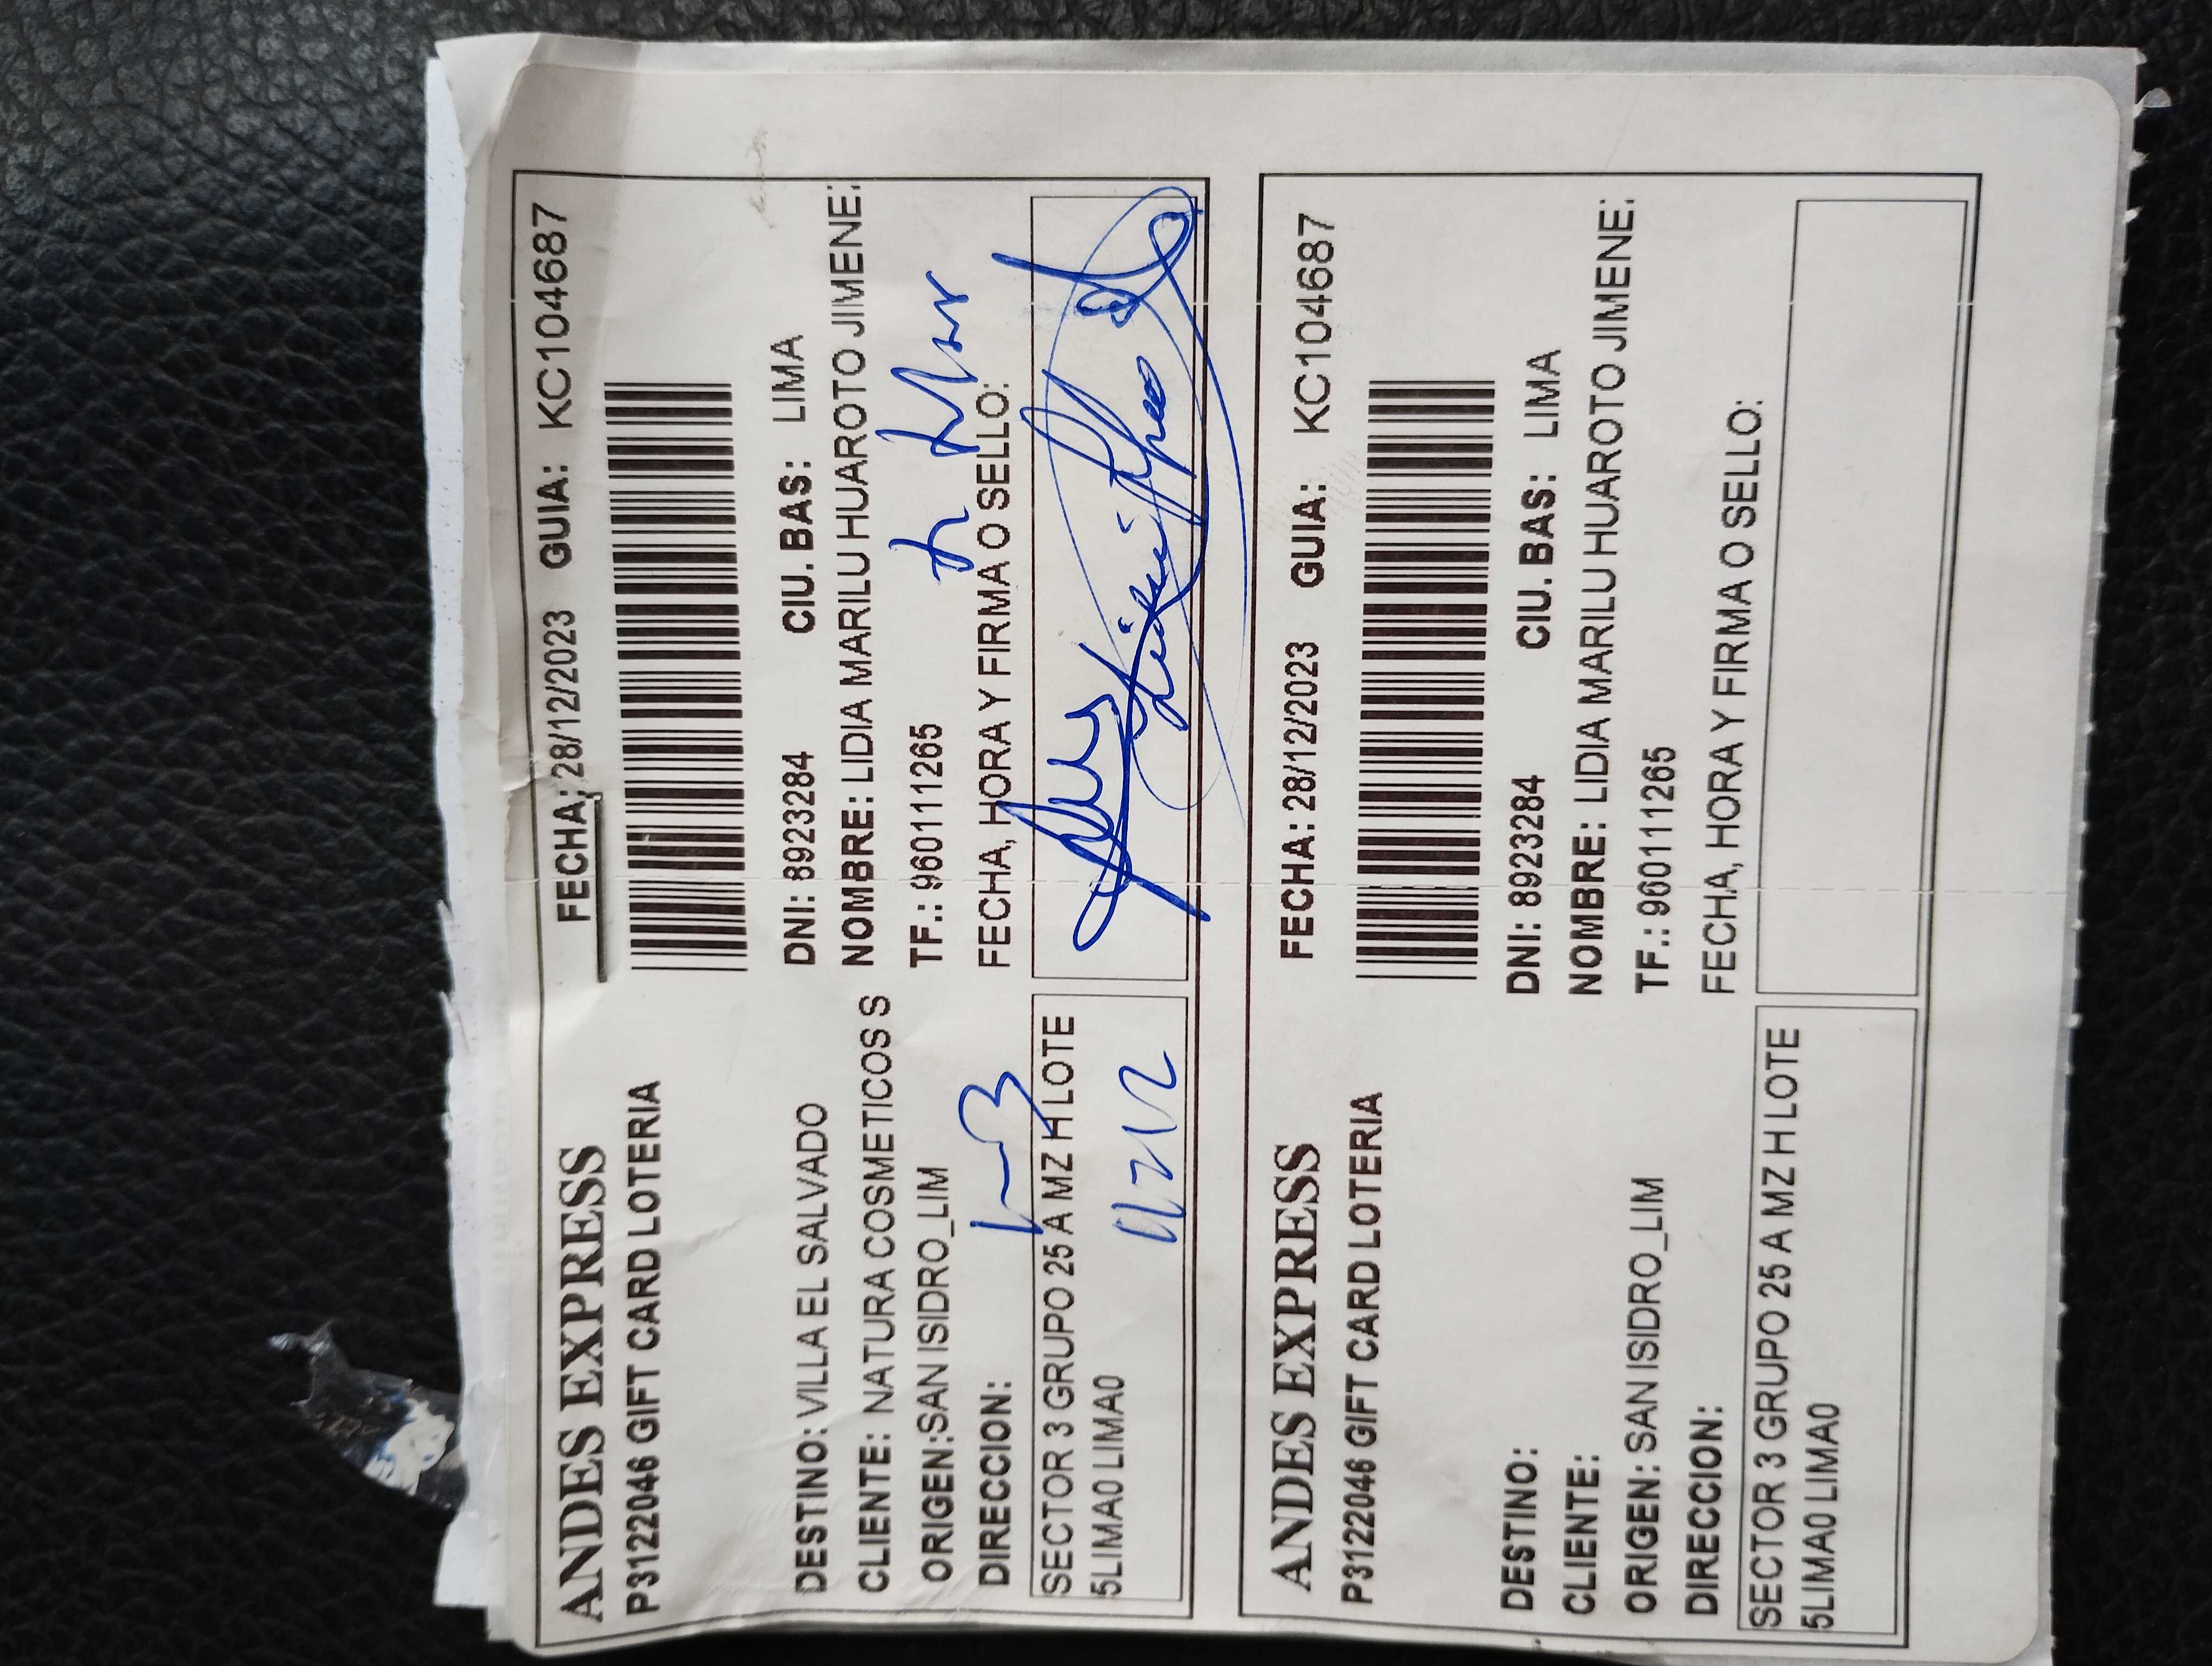 ANDES EXPRESS
P3122046 GIFT CARD LOTERIA
FECHA: 28/12/2023 GUIA: KC104687
DESTINO: VILLA EL SALVADO
CLIENTE: NATURA COSMETICOS S
ORIGEN:SAN ISIDRO_LIM
DIRECCION:
SECTOR 3 GRUPO 25 A MZ H LOTE
5LIMA0 LIMA0
DNI: 8923284 CIU. BAS: LIMA
NOMBRE: LIDIA MARILU HUAROTO JIMENE
TF.: 960111265
FECHA, HORA Y FIRMA O SELLO:
ANDES EXPRESS
P3122046 GIFT CARD LOTERIA
FECHA: 28/12/2023 GUIA: KC104687
DESTINO:
CLIENTE:
ORIGEN: SAN ISIDRO_LIM
DIRECCION:
SECTOR 3 GRUPO 25 A MZ H LOTE
5LIMA0 LIMA0
DNI: 8923284 CIU. BAS: LIMA
NOMBRE: LIDIA MARILU HUAROTO JIMENE
TF.: 960111265
FECHA, HORA Y FIRMA O SELLO: